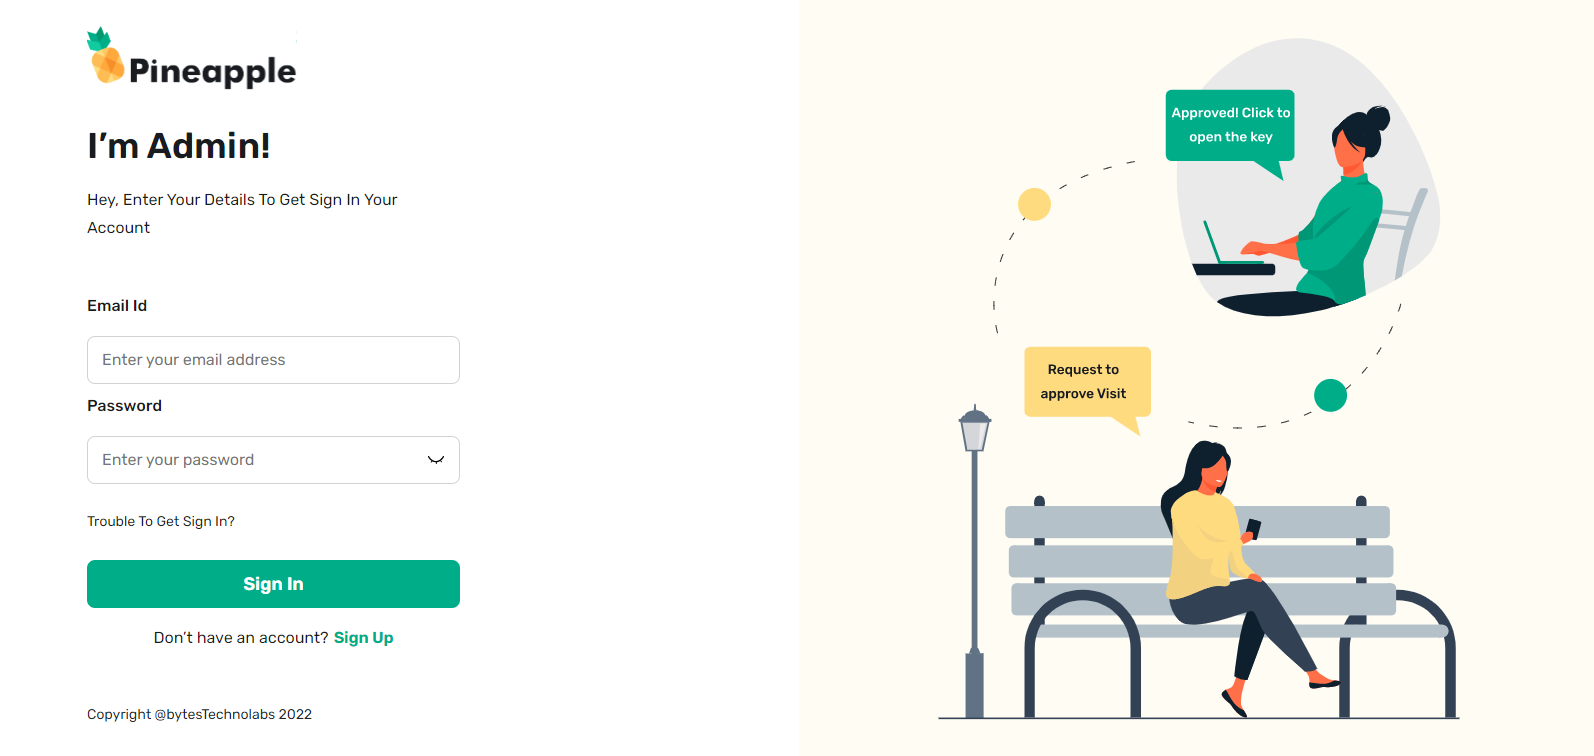 Pineapple
I’m Admin!
Hey, Enter Your Details To Get Sign In Your
Account
Email Id
Enter your email address
Password
Enter your password
Trouble To Get Sign In?
Sign In
Don’t have an account? Sign Up
Copyright @bytesTechnolabs 2022
Approved! Click to
open the key
Request to
approve Visit